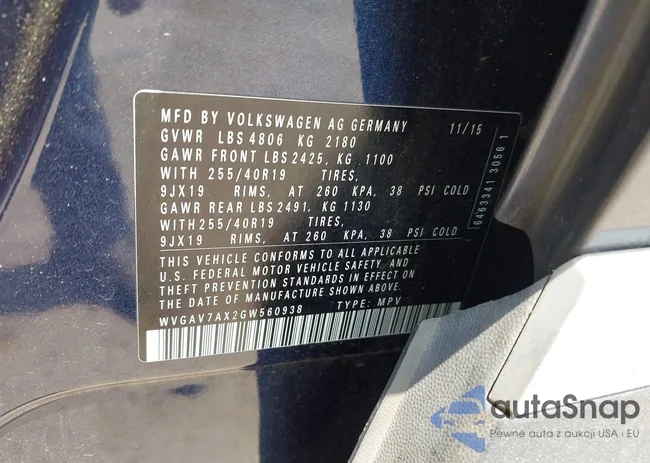 MFD BY VOLKSWAGEN AG GERMANY 11/15
GVWR LBS 4806 KG 2180
GAWR FRONT LBS 2425, KG 1100
WITH 255/40R19 TIRES,
9JX19 RIMS, AT 260 KPA, 38 PSI COLD
GAWR REAR LBS 2491, KG 1130
WITH 255/40R19 TIRES,
9JX19 RIMS, AT 260 KPA, 38 PSI COLD
THIS VEHICLE CONFORMS TO ALL APPLICABLE
U.S. FEDERAL MOTOR VEHICLE SAFETY AND
THEFT PREVENTION STANDARDS IN EFFECT ON
THE DATE OF MANUFACTURE SHOWN ABOVE.
WVGAV7AX2GW560938 TYPE: MPV
6463341 3056 1
autoSnap
Pewne auta z aukcji USA i EU